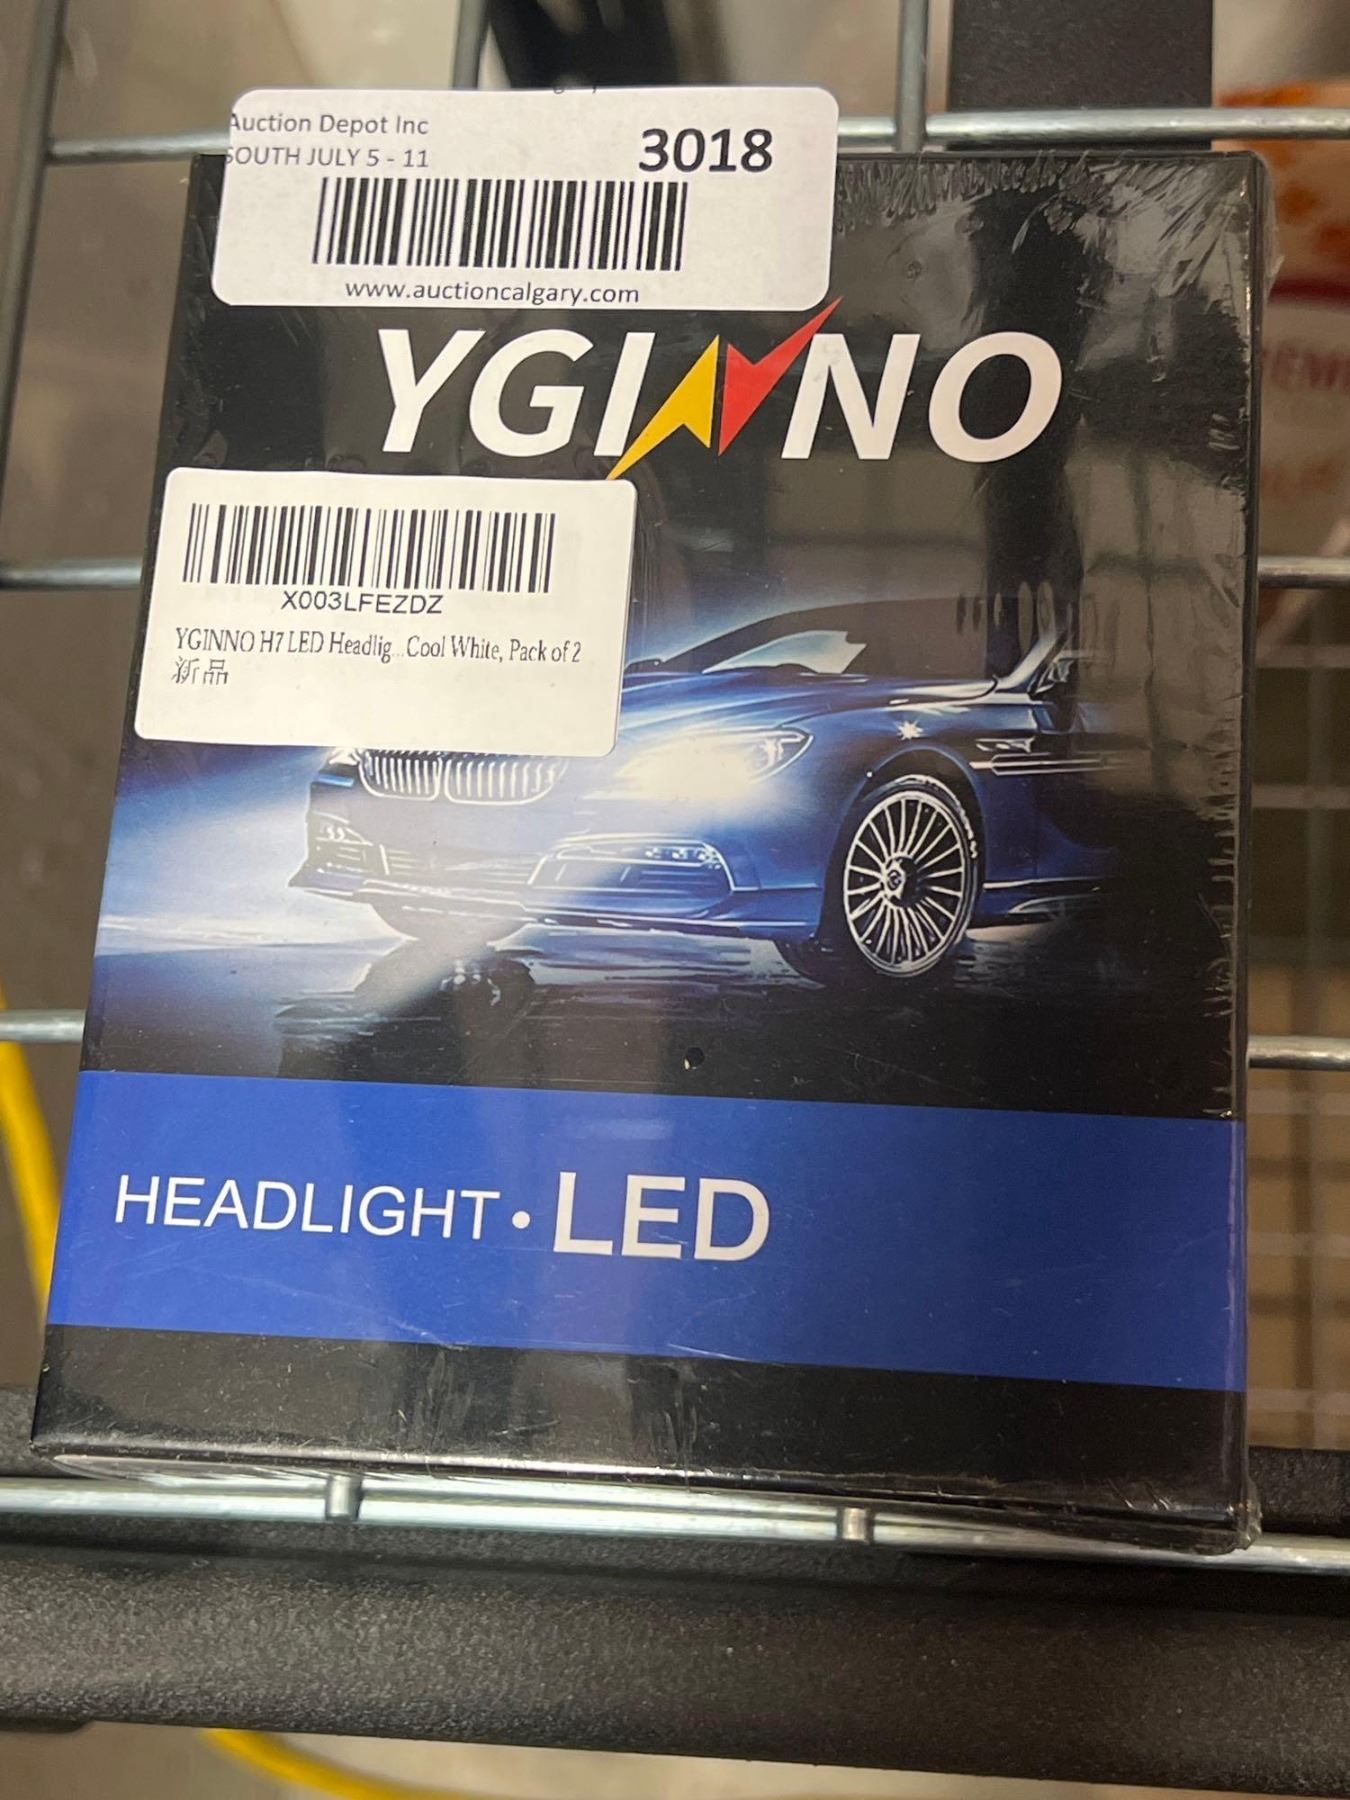 Auction Depot Inc
SOUTH JULY 5 - 11
3018
www.auctioncalgary.com
YGINNO
X003LFEZDZ
YGINNO H7 LED Headlig...Cool White, Pack of 2
新品
HEADLIGHT • LED